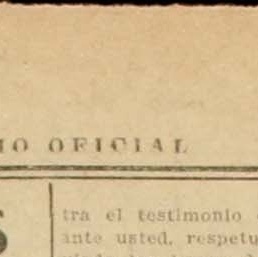 IO OFICIAL
S
tra el testimonio
ante usted, respetu